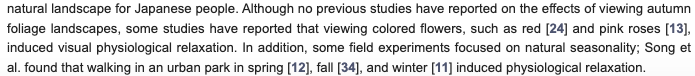 natural landscape for Japanese people. Although no previous studies have reported on the effects of viewing autumn
foliage landscapes, some studies have reported that viewing colored flowers, such as red [24] and pink roses [13],
induced visual physiological relaxation. In addition, some field experiments focused on natural seasonality; Song et
al. found that walking in an urban park in spring [12], fall [34], and winter [11] induced physiological relaxation.